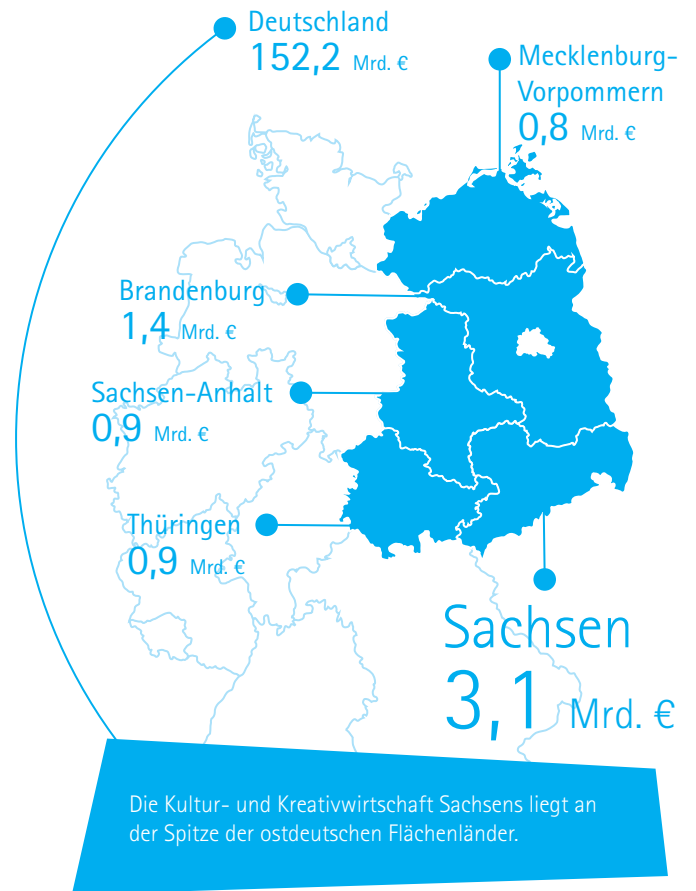 Deutschland
152,2 Mrd. €
Mecklenburg-
Vorpommern
0,8 Mrd. €
Brandenburg
1,4 Mrd. €
Sachsen-Anhalt
0,9 Mrd. €
Thüringen
0,9 Mrd. €
Sachsen
3,1 Mrd. €
Die Kultur- und Kreativwirtschaft Sachsens liegt an
der Spitze der ostdeutschen Flächenländer.